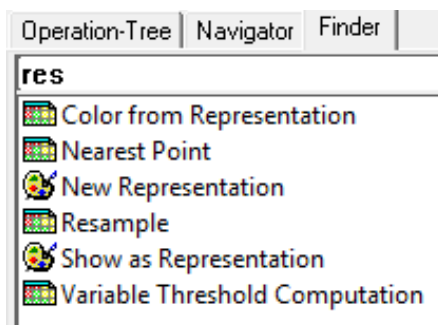 Operation-Tree Navigator Finder
res
Color from Representation
Nearest Point
New Representation
Resample
Show as Representation
Variable Threshold Computation